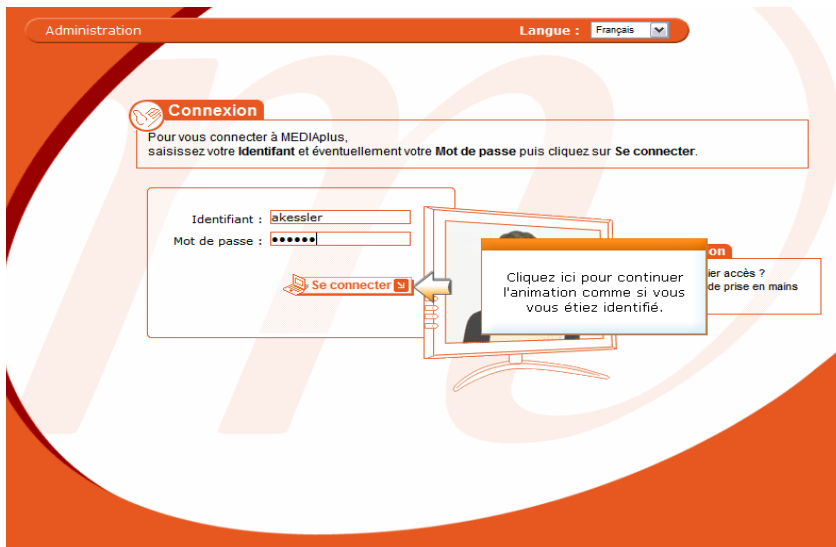 Administration
Langue : Français
Connexion
Pour vous connecter à MEDIAplus,
saisissez votre Identifant et éventuellement votre Mot de passe puis cliquez sur Se connecter.
Identifiant : akessler
Mot de passe : ••••••
Se connecter
Cliquez ici pour continuer
l'animation comme si vous
vous étiez identifié.
on
ier accès ?
de prise en mains